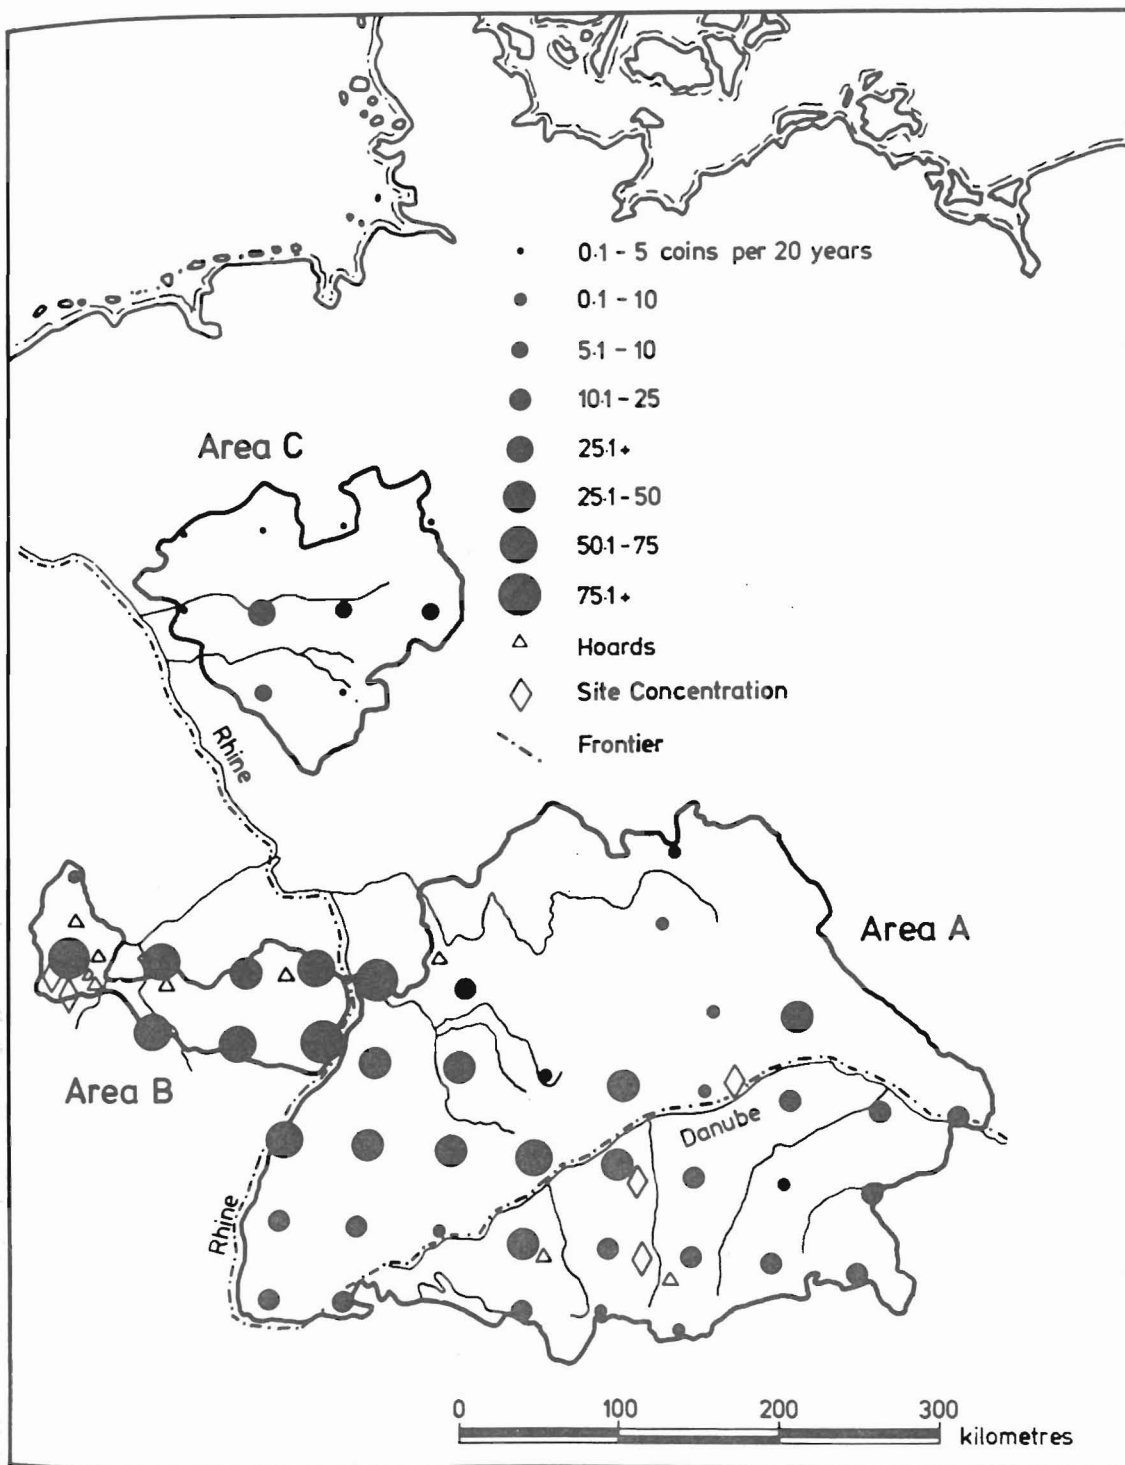 0·1 – 5 coins per 20 years
0·1 – 10
5·1 – 10
10·1 – 25
25·1+
25·1 – 50
50·1 – 75
75·1+
Hoards
Site Concentration
Frontier
Area C
Rhine
Area A
Area B
Danube
Rhine
0 100 200 300
kilometres